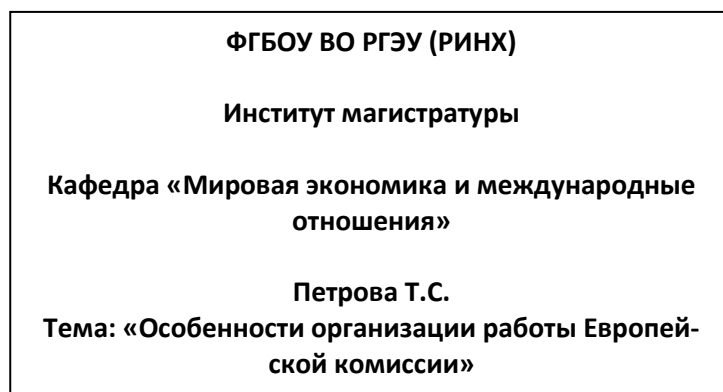 ФГБОУ ВО РГЭУ (РИНХ)
Институт магистратуры
Кафедра «Мировая экономика и международные
отношения»
Петрова Т.С.
Тема: «Особенности организации работы Европей-
ской комиссии»